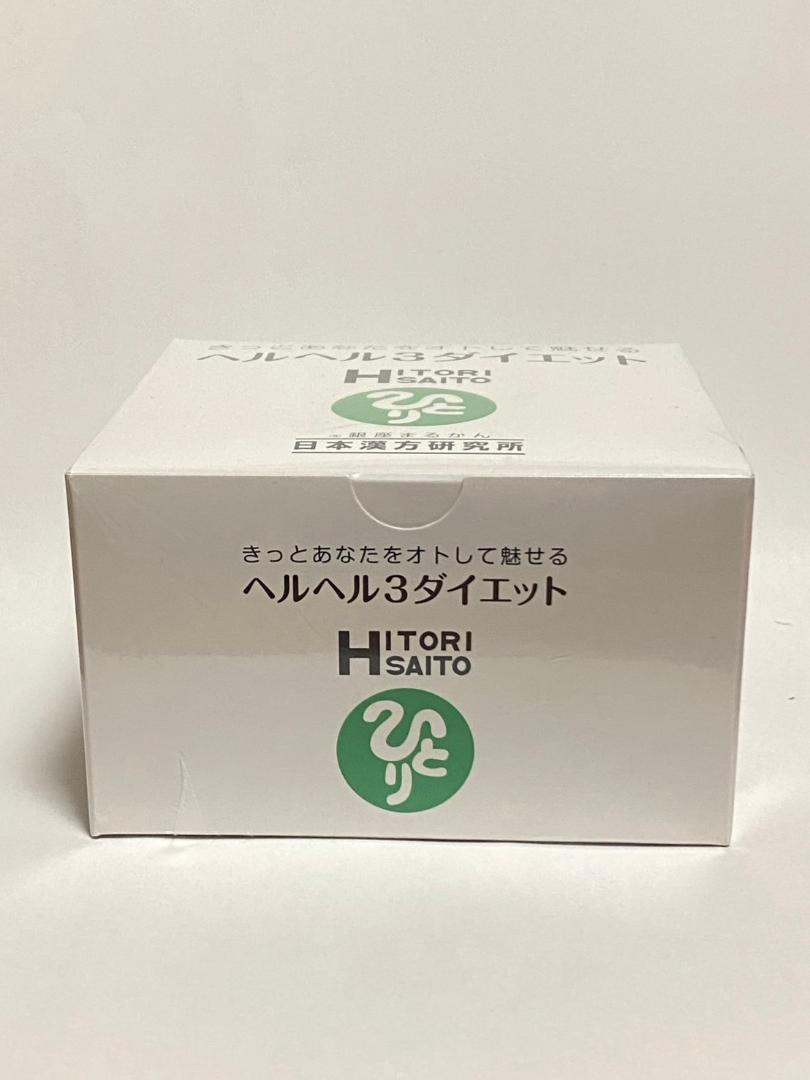 きっとあなたをオトして魅せる
ヘルヘル3ダイエット
HITORI
SAITO
ひとり
㈱銀座まるかん
日本漢方研究所
きっとあなたをオトして魅せる
ヘルヘル3ダイエット
HITORI
SAITO
ひとり